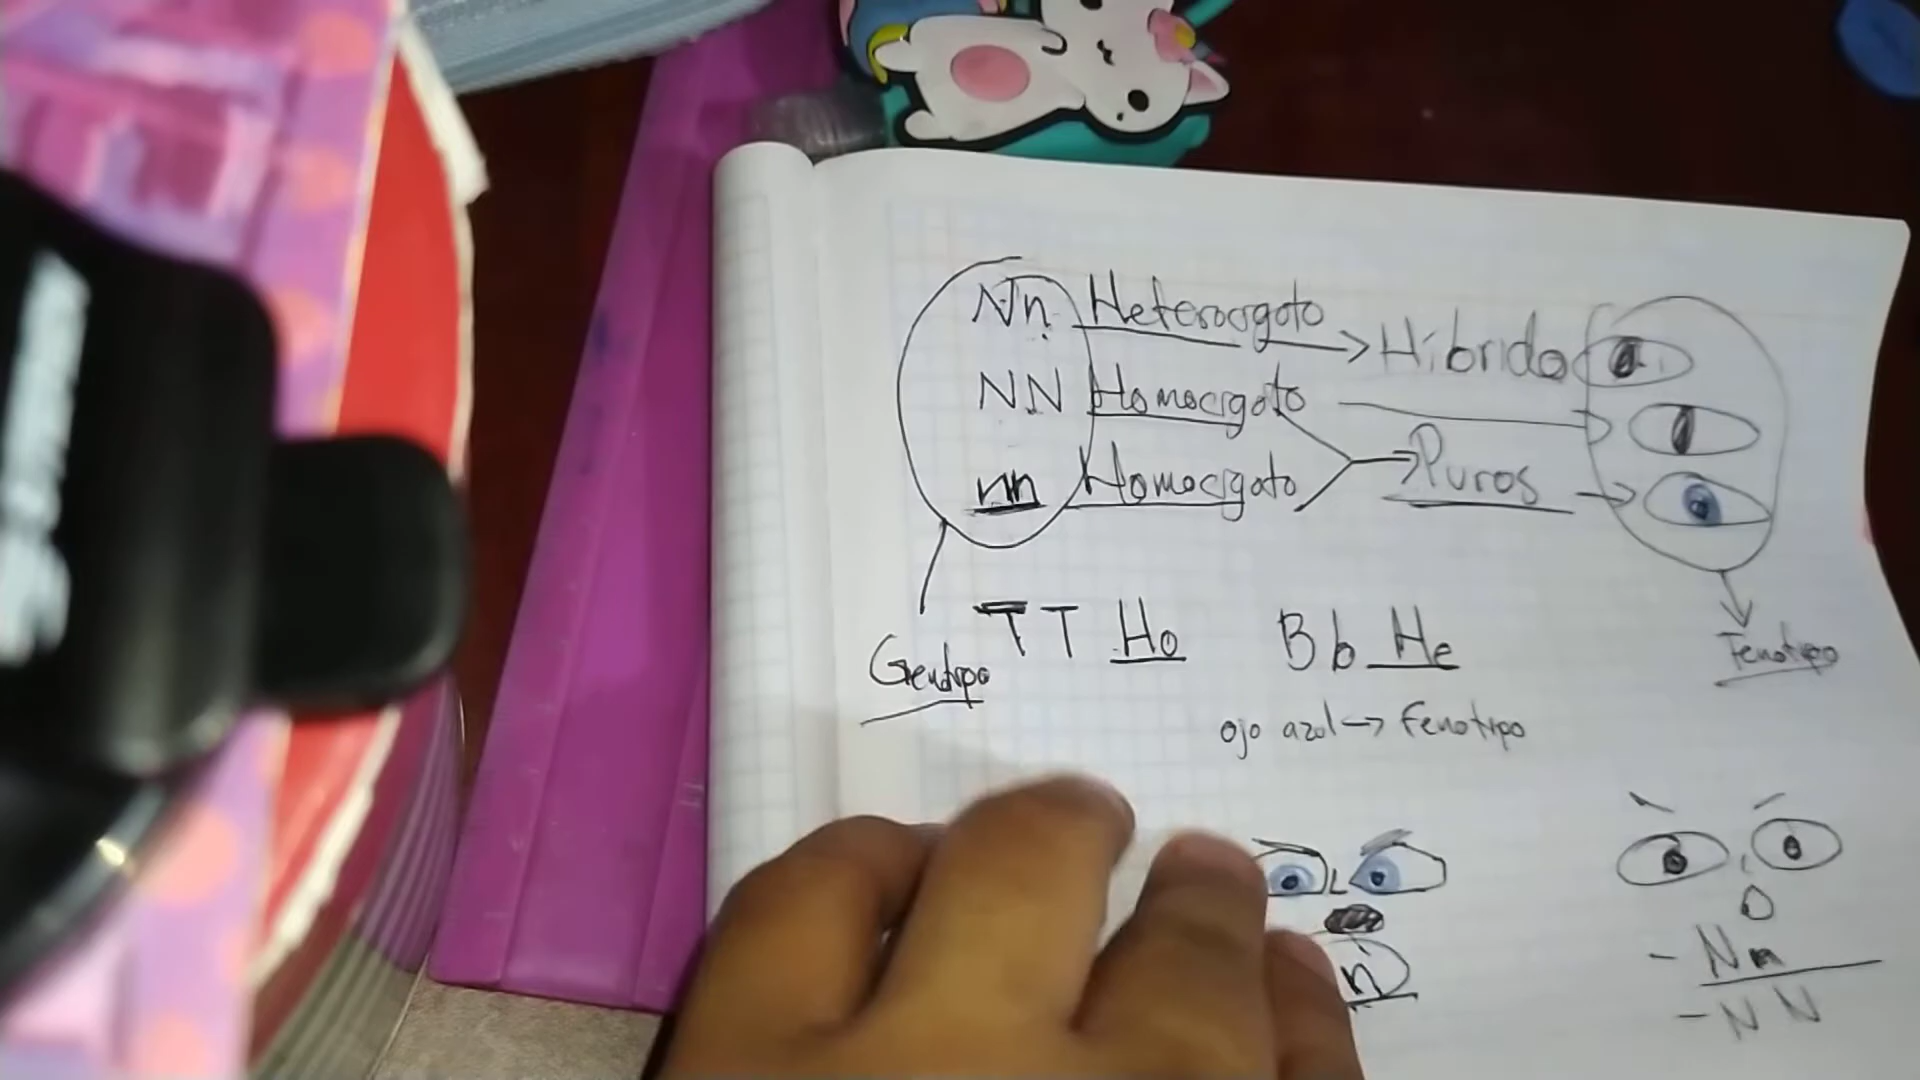 Nn Heterocigoto → Híbrido
NN Homocigoto
nn Homocigoto → Puros
TT Ho Bb He
Genotipo Fenotipo
ojo azul → Fenotipo
n
- Nn
- NN